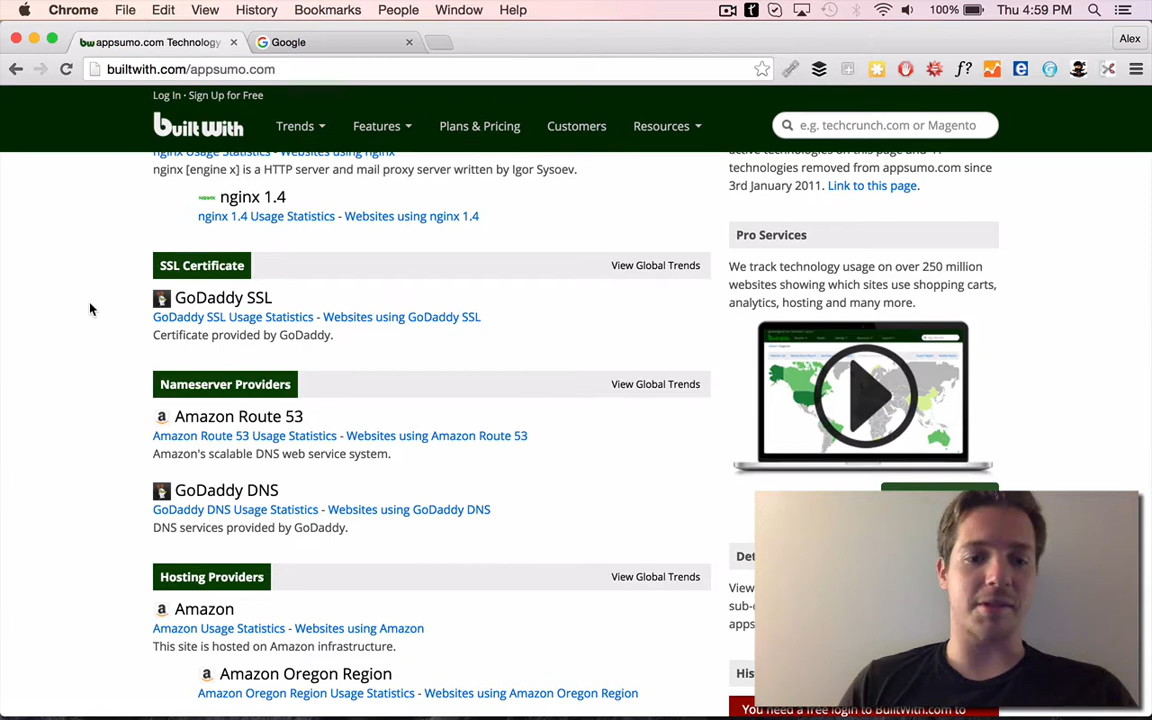 Chrome File Edit View History Bookmarks People Window Help 100% Thu 4:59 PM
appsumo.com Technology Google Alex
builtwith.com/appsumo.com
Log In · Sign Up for Free
built With Trends Features Plans & Pricing Customers Resources e.g. techcrunch.com or Magento
nginx Usage Statistics - Websites using nginx
nginx [engine x] is a HTTP server and mail proxy server written by Igor Sysoev.
nginx 1.4
nginx 1.4 Usage Statistics - Websites using nginx 1.4
SSL Certificate View Global Trends
GoDaddy SSL
GoDaddy SSL Usage Statistics - Websites using GoDaddy SSL
Certificate provided by GoDaddy.
Nameserver Providers View Global Trends
Amazon Route 53
Amazon Route 53 Usage Statistics - Websites using Amazon Route 53
Amazon's scalable DNS web service system.
GoDaddy DNS
GoDaddy DNS Usage Statistics - Websites using GoDaddy DNS
DNS services provided by GoDaddy.
Hosting Providers View Global Trends
Amazon
Amazon Usage Statistics - Websites using Amazon
This site is hosted on Amazon infrastructure.
Amazon Oregon Region
Amazon Oregon Region Usage Statistics - Websites using Amazon Oregon Region
active technologies on this page and
technologies removed from appsumo.com since
3rd January 2011. Link to this page.
Pro Services
We track technology usage on over 250 million
websites showing which sites use shopping carts,
analytics, hosting and many more.
Det
View
sub-
apps
His
You need a free login to BuiltWith.com to